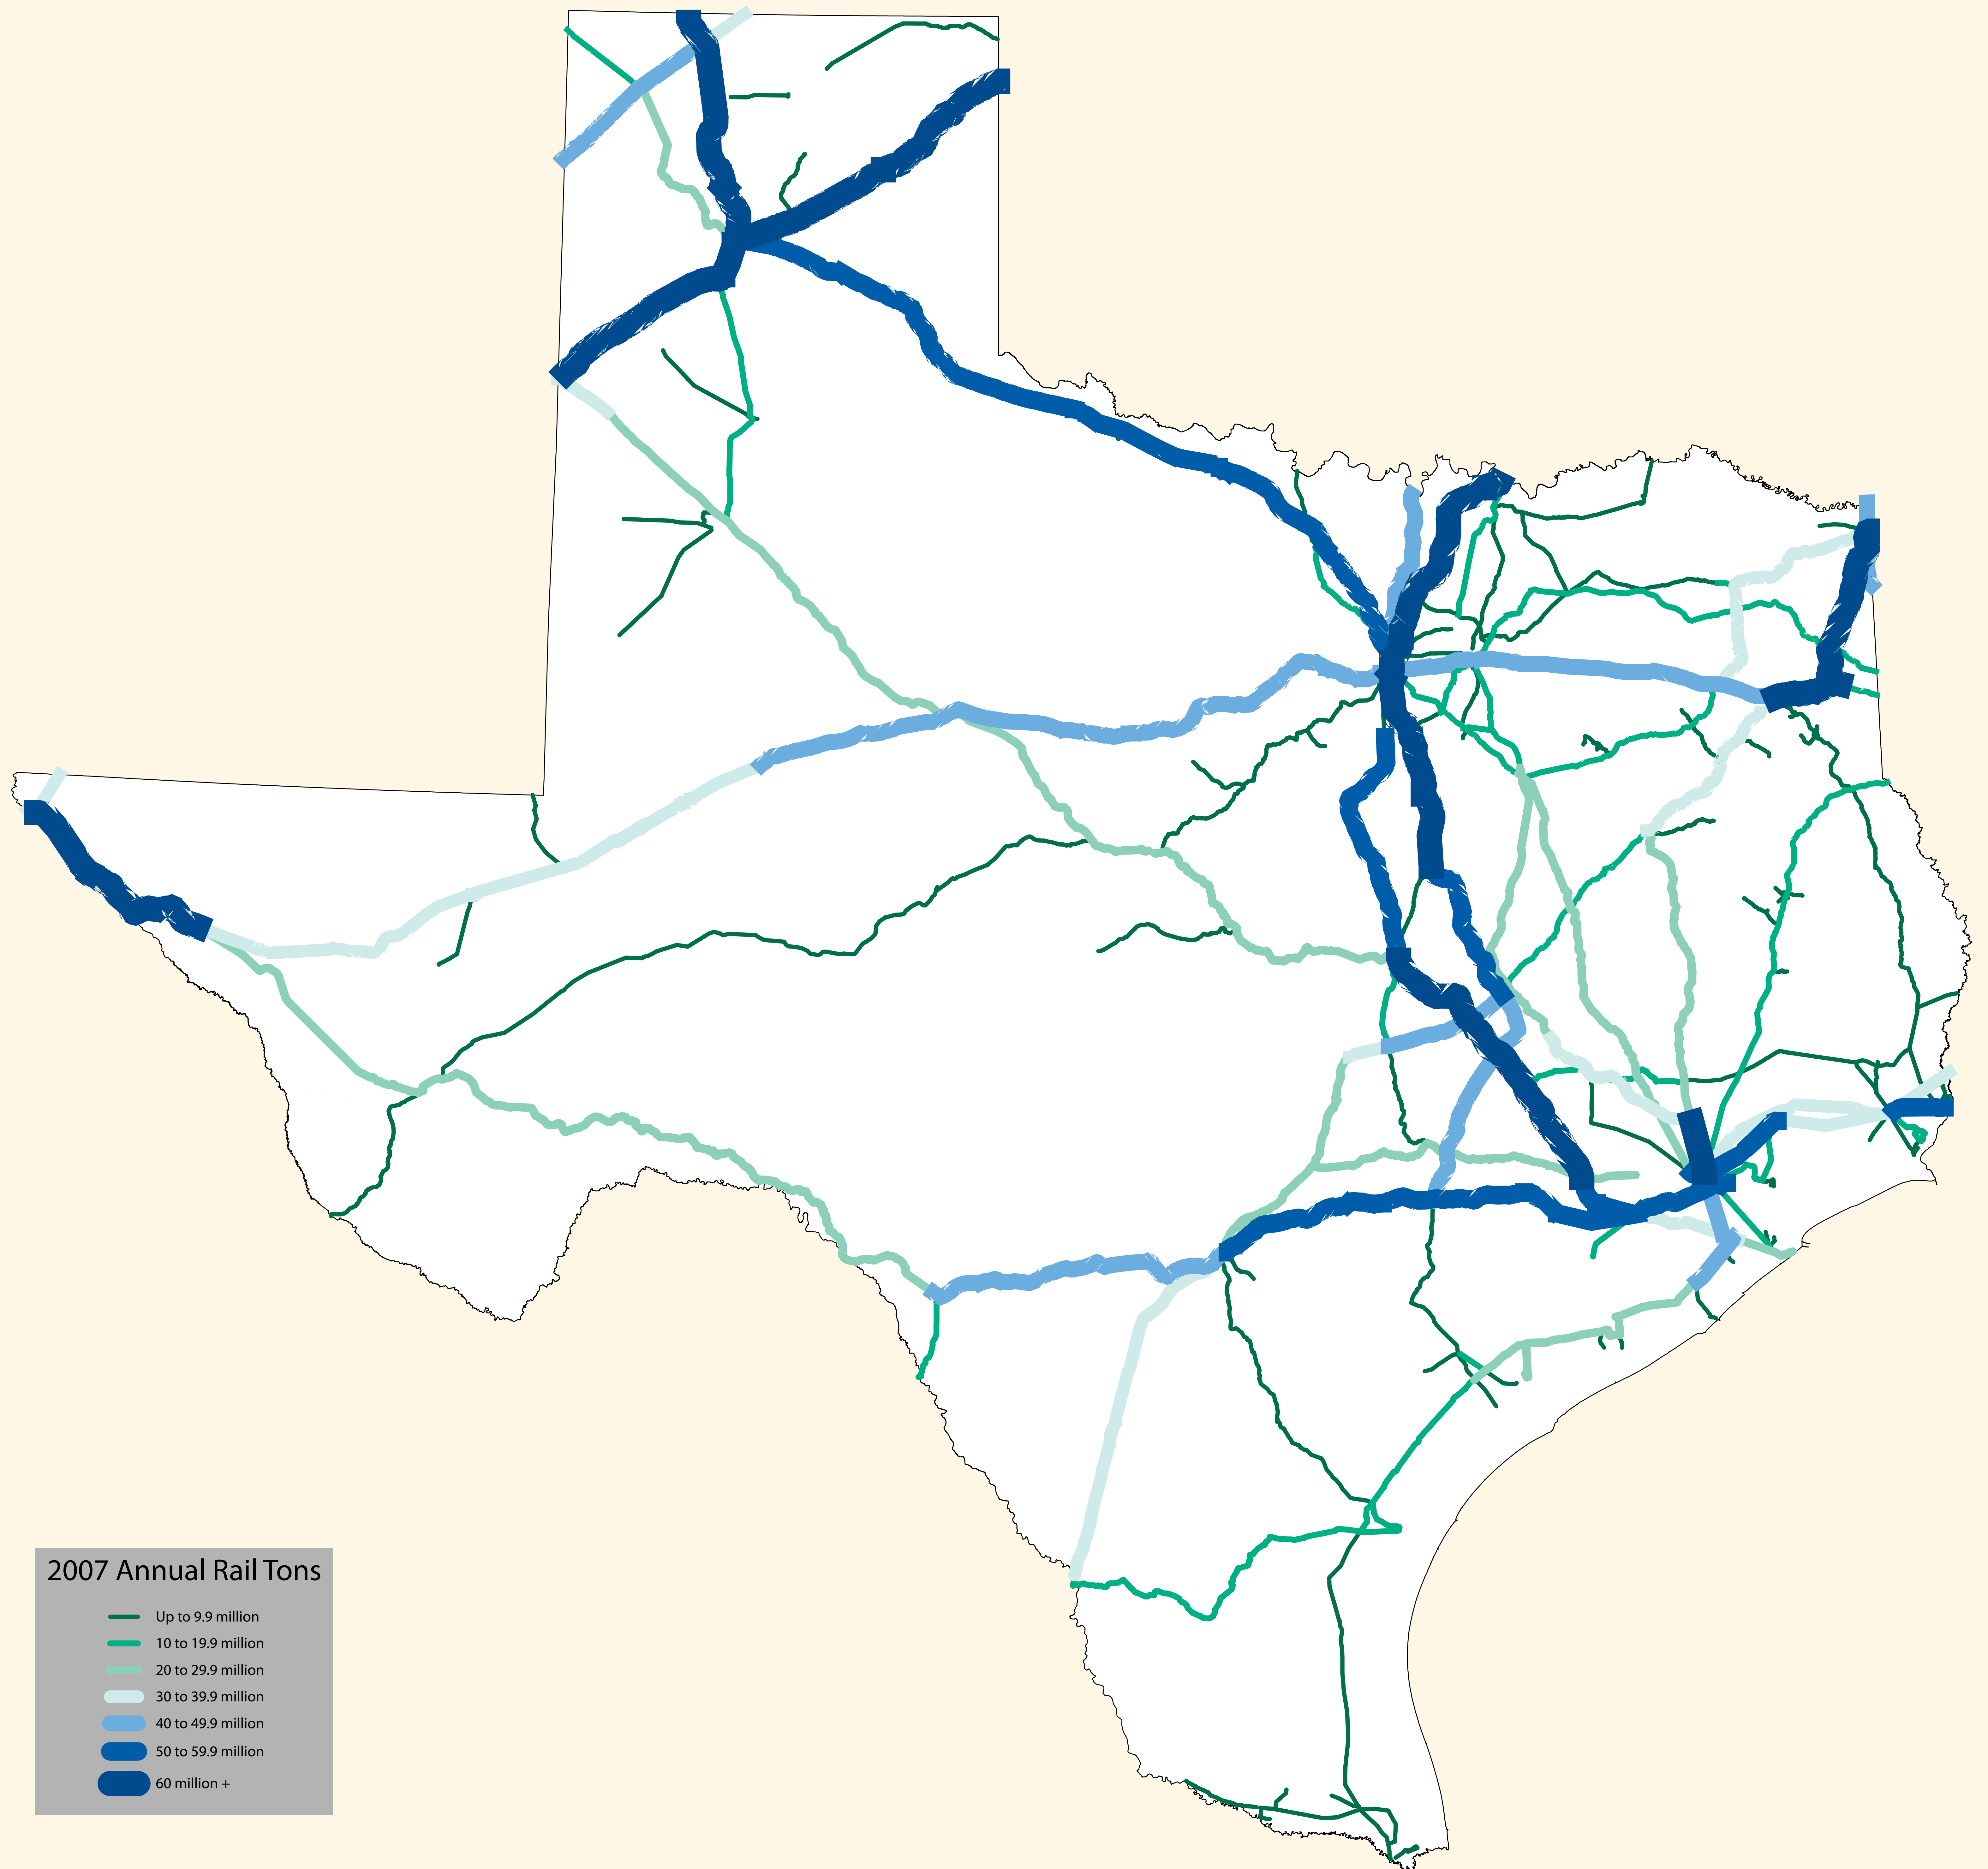 2007 Annual Rail Tons
Up to 9.9 million
10 to 19.9 million
20 to 29.9 million
30 to 39.9 million
40 to 49.9 million
50 to 59.9 million
60 million +